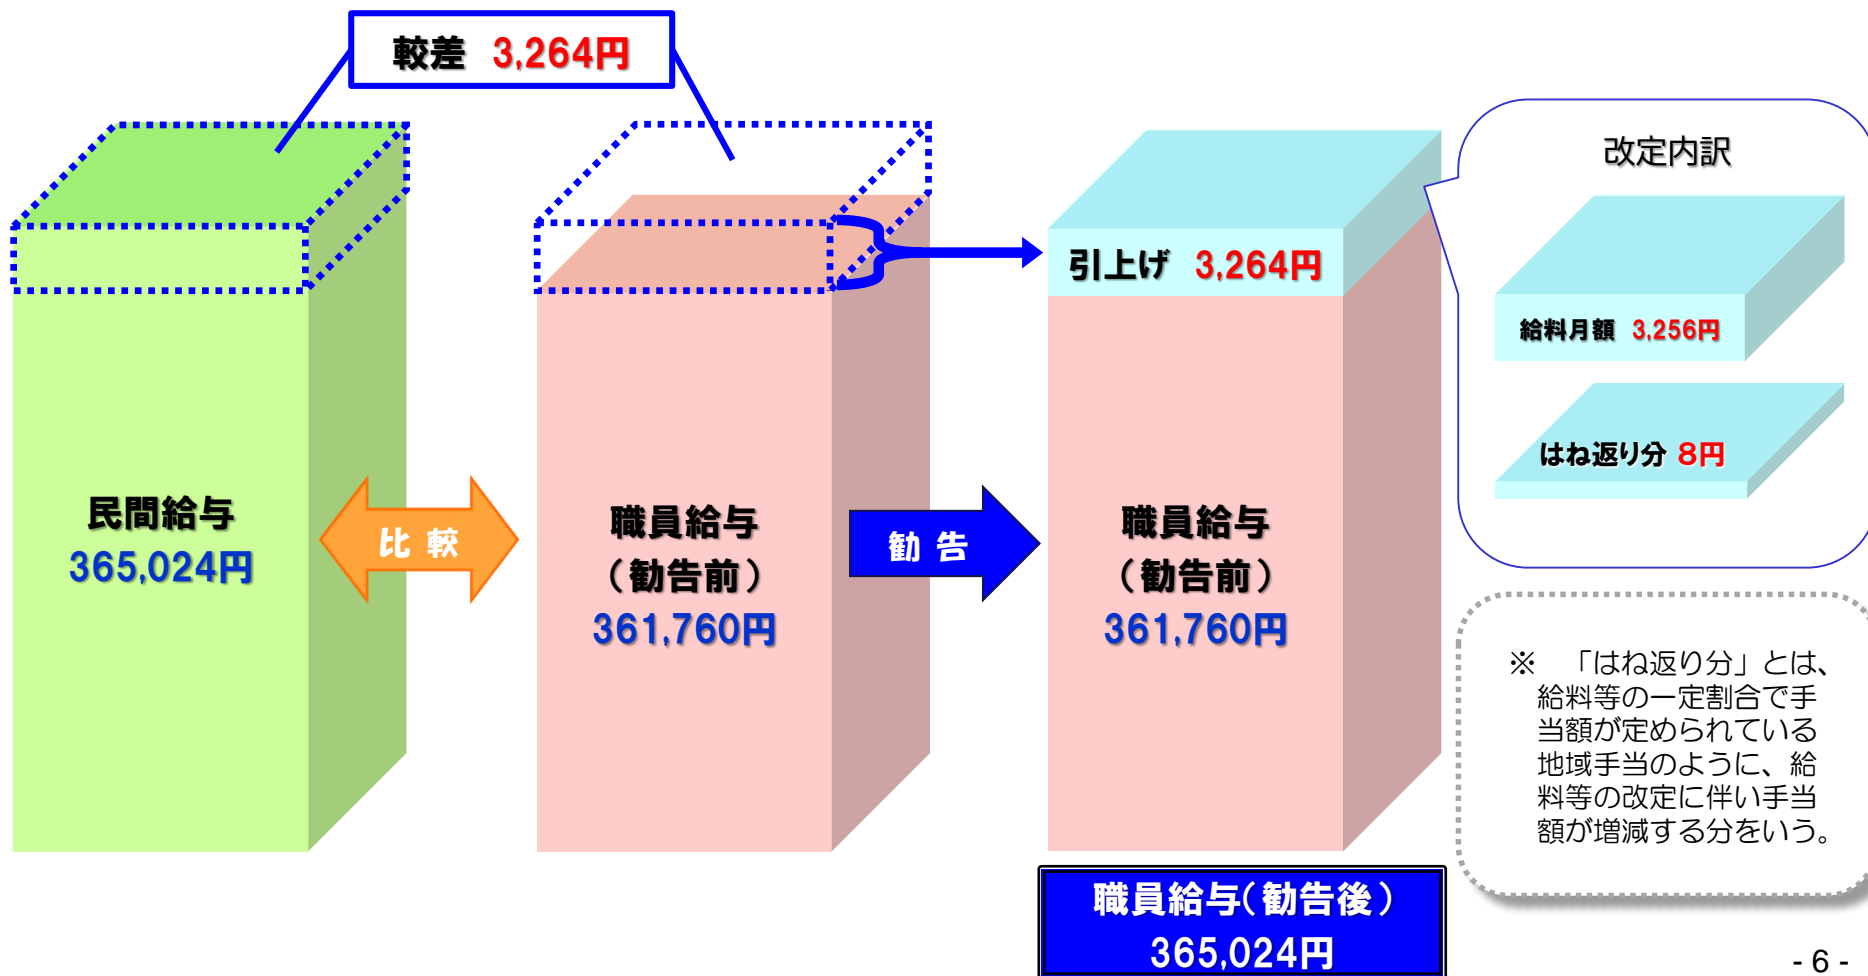 較差 3,264円
民間給与
365,024円
比較
職員給与
(勧告前)
361,760円
勧告
引上げ 3,264円
職員給与
(勧告前)
361,760円
職員給与(勧告後)
365,024円
改定内訳
給料月額 3,256円
はね返り分 8円
※ 「はね返り分」とは、
給料等の一定割合で手
当額が定められている
地域手当のように、給
料等の改定に伴い手当
額が増減する分をいう。
- 6 -